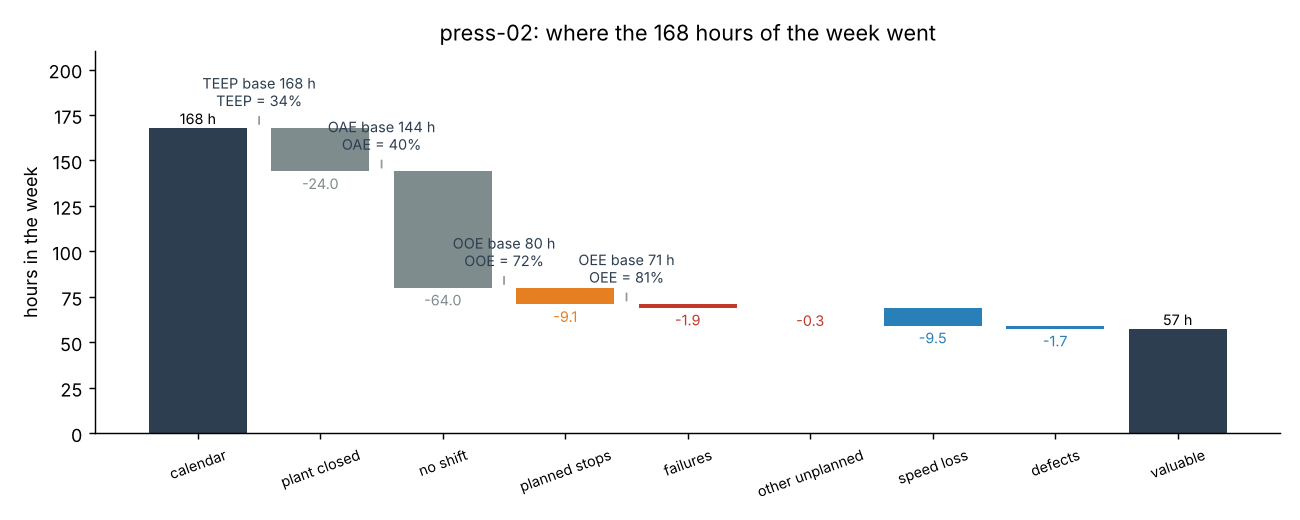 press-02: where the 168 hours of the week went
hours in the week
200
175
150
125
100
75
50
25
0
TEEP base 168 h
TEEP = 34%
168 h
OAE base 144 h
OAE = 40%
-24.0
OOE base 80 h
OOE = 72%
-64.0
OEE base 71 h
OEE = 81%
-9.1
-1.9
-0.3
-9.5
-1.7
57 h
calendar
plant closed
no shift
planned stops
failures
other unplanned
speed loss
defects
valuable